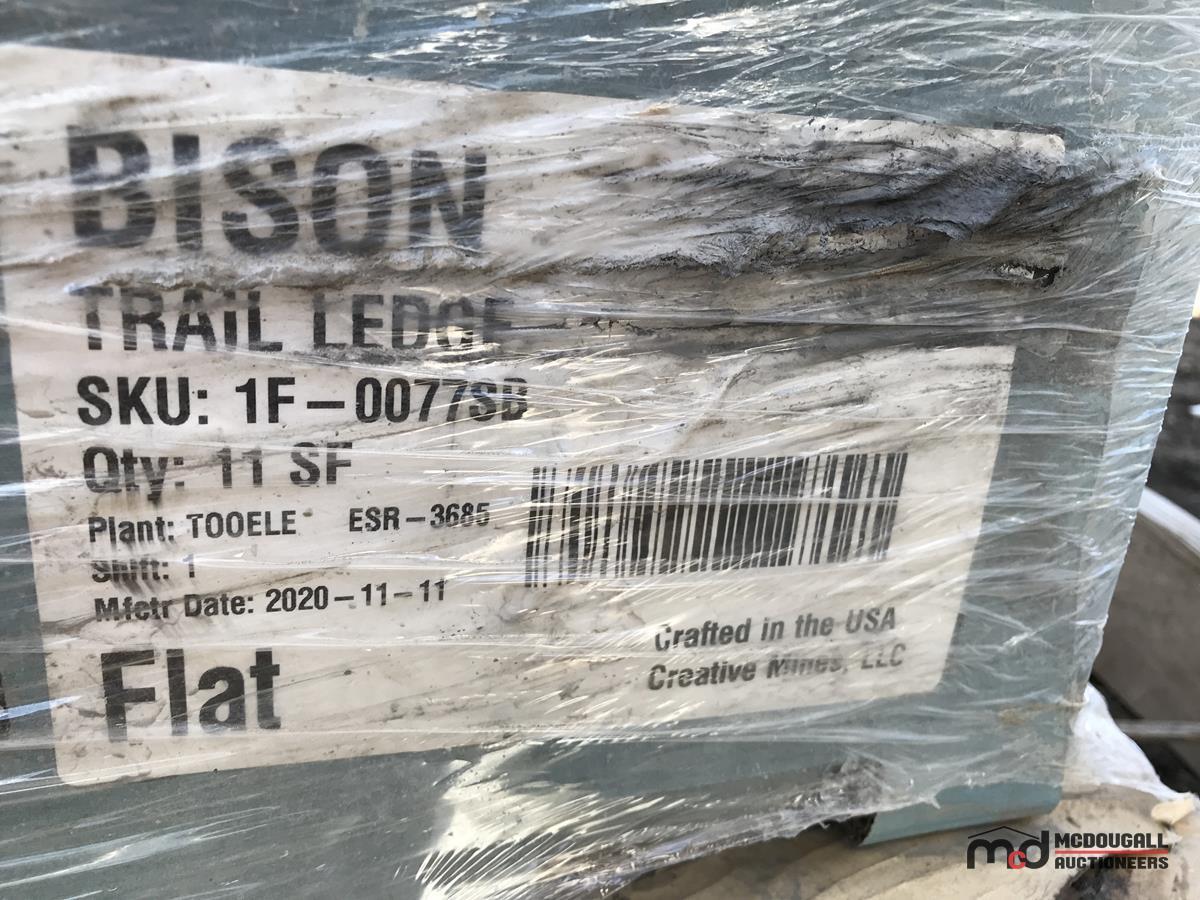 BISON
TRAIL LEDGE
SKU: 1F-0077SB
Qty: 11 SF
Plant: TOOELE ESR-3685
Shift: 1
Mfctr Date: 2020-11-11
Flat
Crafted in the USA
Creative Mines, LLC
mcd MCDOUGALL
AUCTIONEERS